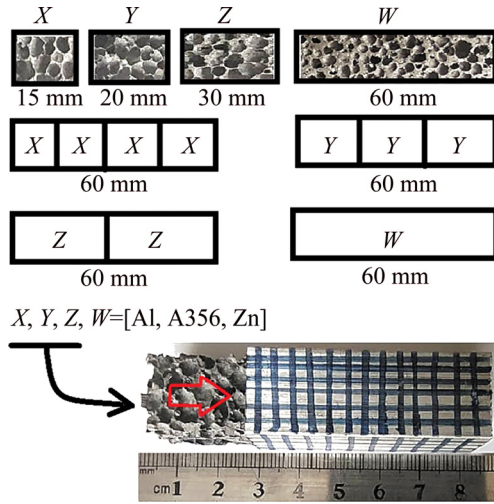 X Y Z W
15 mm 20 mm 30 mm 60 mm
X X X X Y Y Y
60 mm 60 mm
Z Z W
60 mm 60 mm
X, Y, Z, W=[Al, A356, Zn]
mm
cm 1 2 3 4 5 6 7 8